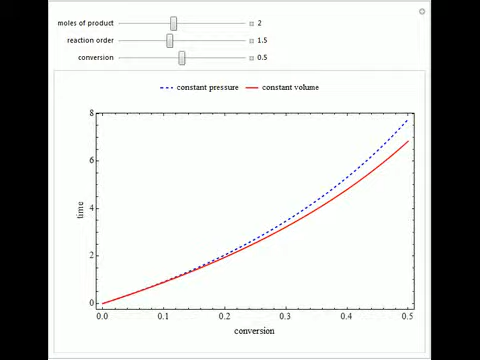 moles of product 2
reaction order 1.5
conversion 0.5
constant pressure constant volume
8
6
4
2
0
time
0.0 0.1 0.2 0.3 0.4 0.5
conversion